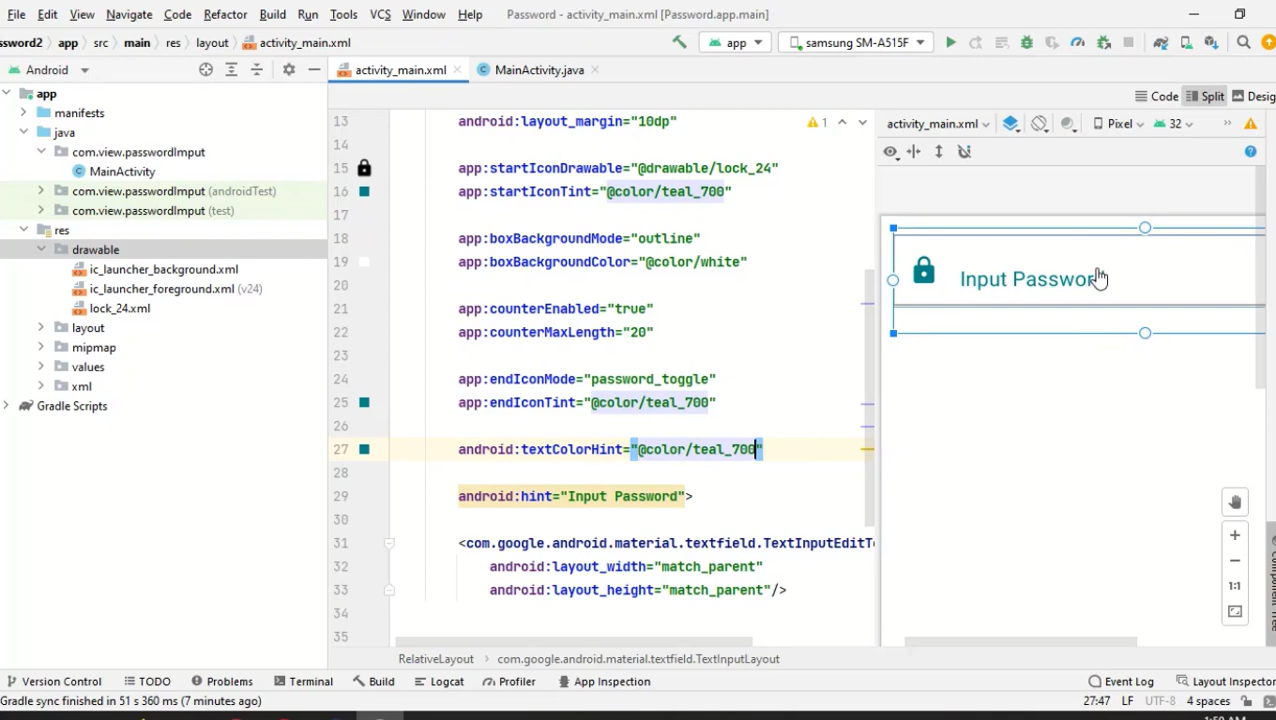 File Edit View Navigate Code Refactor Build Run Tools VCS Window Help Password - activity_main.xml [Password.app.main]
ssword2 app src main res layout activity_main.xml app samsung SM-A515F
Android activity_main.xml MainActivity.java
Code Split Desig
app
manifests
java
com.view.passwordImput
MainActivity
com.view.passwordImput (androidTest)
com.view.passwordImput (test)
res
drawable
ic_launcher_background.xml
ic_launcher_foreground.xml (v24)
lock_24.xml
layout
mipmap
values
xml
Gradle Scripts
13 android:layout_margin="10dp"
14
15 app:startIconDrawable="@drawable/lock_24"
16 app:startIconTint="@color/teal_700"
17
18 app:boxBackgroundMode="outline"
19 app:boxBackgroundColor="@color/white"
20
21 app:counterEnabled="true"
22 app:counterMaxLength="20"
23
24 app:endIconMode="password_toggle"
25 app:endIconTint="@color/teal_700"
26
27 android:textColorHint="@color/teal_700"
28
29 android:hint="Input Password">
30
31 <com.google.android.material.textfield.TextInputEditTe
32 android:layout_width="match_parent"
33 android:layout_height="match_parent"/>
34
35
1
activity_main.xml Pixel 32
Input Passwor
1:1
Component Tree
RelativeLayout com.google.android.material.textfield.TextInputLayout
Version Control TODO Problems Terminal Build Logcat Profiler App Inspection Event Log Layout Inspector
Gradle sync finished in 51 s 360 ms (7 minutes ago) 27:47 LF UTF-8 4 spaces